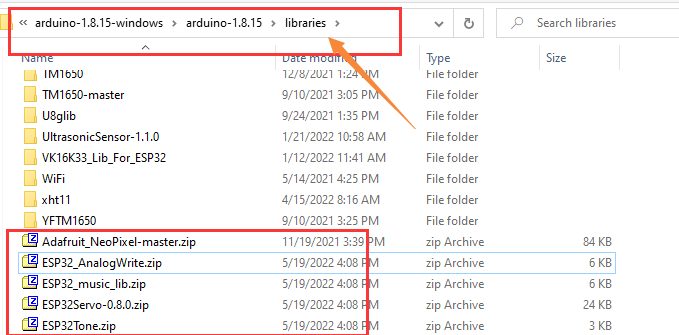 « arduino-1.8.15-windows › arduino-1.8.15 › libraries › Search libraries
Name Date modified Type Size
TM1650 12/8/2021 1:24 PM File folder
TM1650-master 9/10/2021 3:05 PM File folder
U8glib 9/24/2021 1:35 PM File folder
UltrasonicSensor-1.1.0 1/21/2022 10:58 AM File folder
VK16K33_Lib_For_ESP32 1/12/2022 11:41 AM File folder
WiFi 5/14/2021 4:25 PM File folder
xht11 4/15/2022 8:16 AM File folder
YFTM1650 9/10/2021 3:25 PM File folder
Adafruit_NeoPixel-master.zip 11/19/2021 3:39 PM zip Archive 84 KB
ESP32_AnalogWrite.zip 5/19/2022 4:08 PM zip Archive 6 KB
ESP32_music_lib.zip 5/19/2022 4:08 PM zip Archive 6 KB
ESP32Servo-0.8.0.zip 5/19/2022 4:08 PM zip Archive 24 KB
ESP32Tone.zip 5/19/2022 4:08 PM zip Archive 3 KB